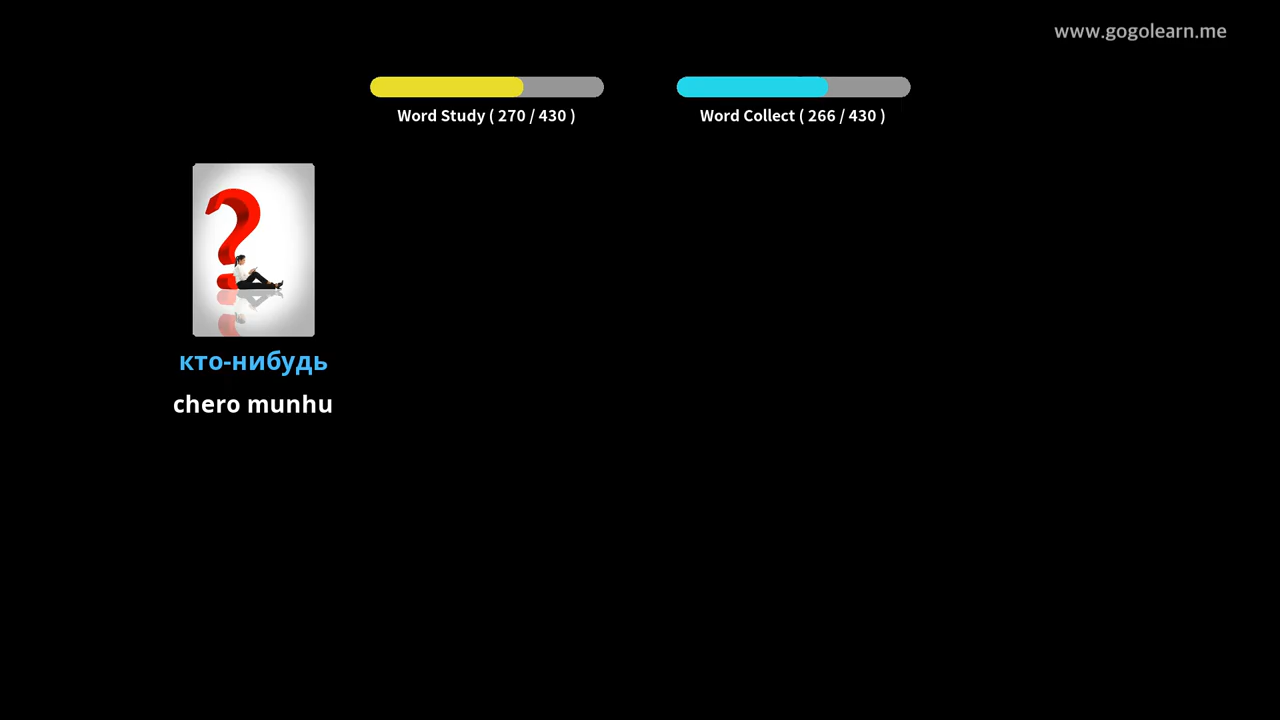 www.gogolearn.me
Word Study ( 270 / 430 )
Word Collect ( 266 / 430 )
кто-нибудь
chero munhu